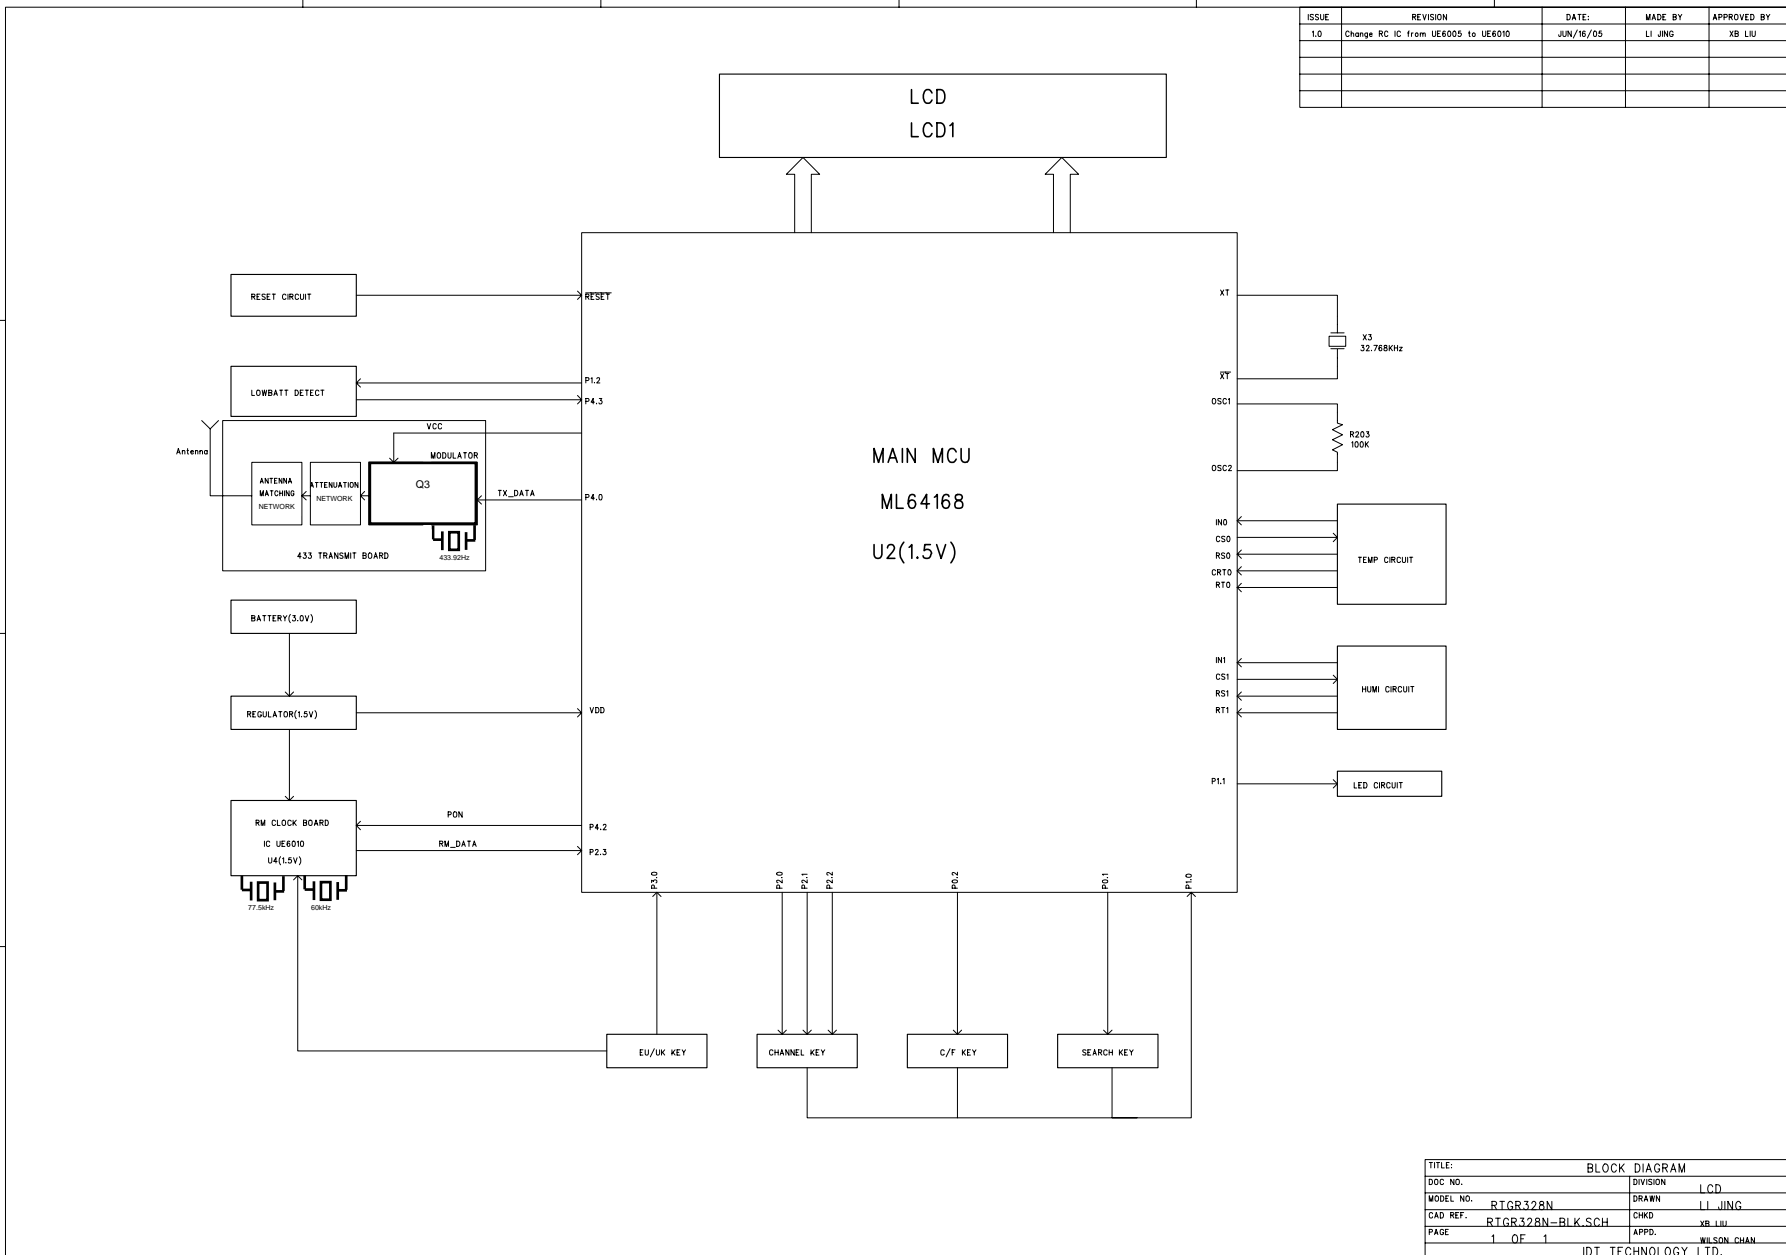 ISSUE REVISION DATE: MADE BY APPROVED BY
1.0 Change RC IC from UE6005 to UE6010 JUN/16/05 LI JING XB LIU
LCD
LCD1
RESET CIRCUIT
RESET
XT
X3
32.768KHz
XT
LOWBATT DETECT
P1.2
P4.3
OSC1
R203
100K
OSC2
Antenna
VCC
MODULATOR
ANTENNA
MATCHING
NETWORK
ATTENUATION
NETWORK
Q3
TX_DATA
P4.0
433.92Hz
433 TRANSMIT BOARD
MAIN MCU
ML64168
U2(1.5V)
IN0
CS0
RS0
CRT0
RT0
TEMP CIRCUIT
BATTERY(3.0V)
REGULATOR(1.5V)
VDD
IN1
CS1
RS1
RT1
HUMI CIRCUIT
P1.1
LED CIRCUIT
RM CLOCK BOARD
IC UE6010
U4(1.5V)
PON
P4.2
RM_DATA
P2.3
77.5kHz
60kHz
P3.0
P2.0
P2.1
P2.2
P0.2
P0.1
P1.0
EU/UK KEY
CHANNEL KEY
C/F KEY
SEARCH KEY
TITLE: BLOCK DIAGRAM
DOC NO. DIVISION LCD
MODEL NO. RTGR328N DRAWN LI JING
CAD REF. RTGR328N-BLK.SCH CHKD XB LIU
PAGE 1 OF 1 APPD. WILSON CHAN
IDT TECHNOLOGY LTD.